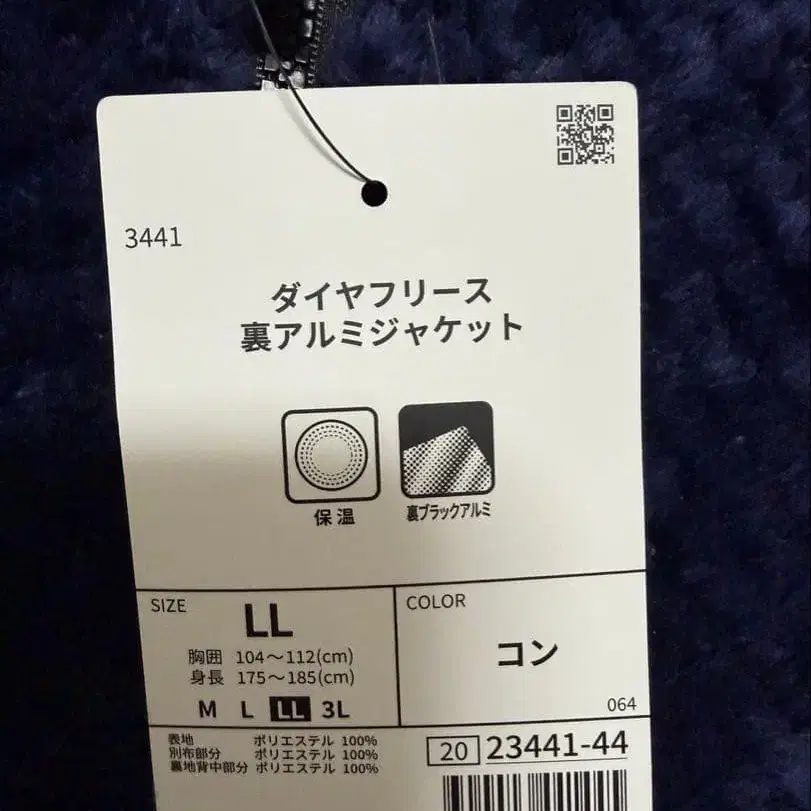 3441
ダイヤフリース
裏アルミジャケット
保温
裏ブラックアルミ
SIZE
LL
胸囲 104～112(cm)
身長 175～185(cm)
M L LL 3L
COLOR
コン
064
表地 ポリエステル 100%
別布部分 ポリエステル 100%
裏地背中部分 ポリエステル 100%
20 23441-44